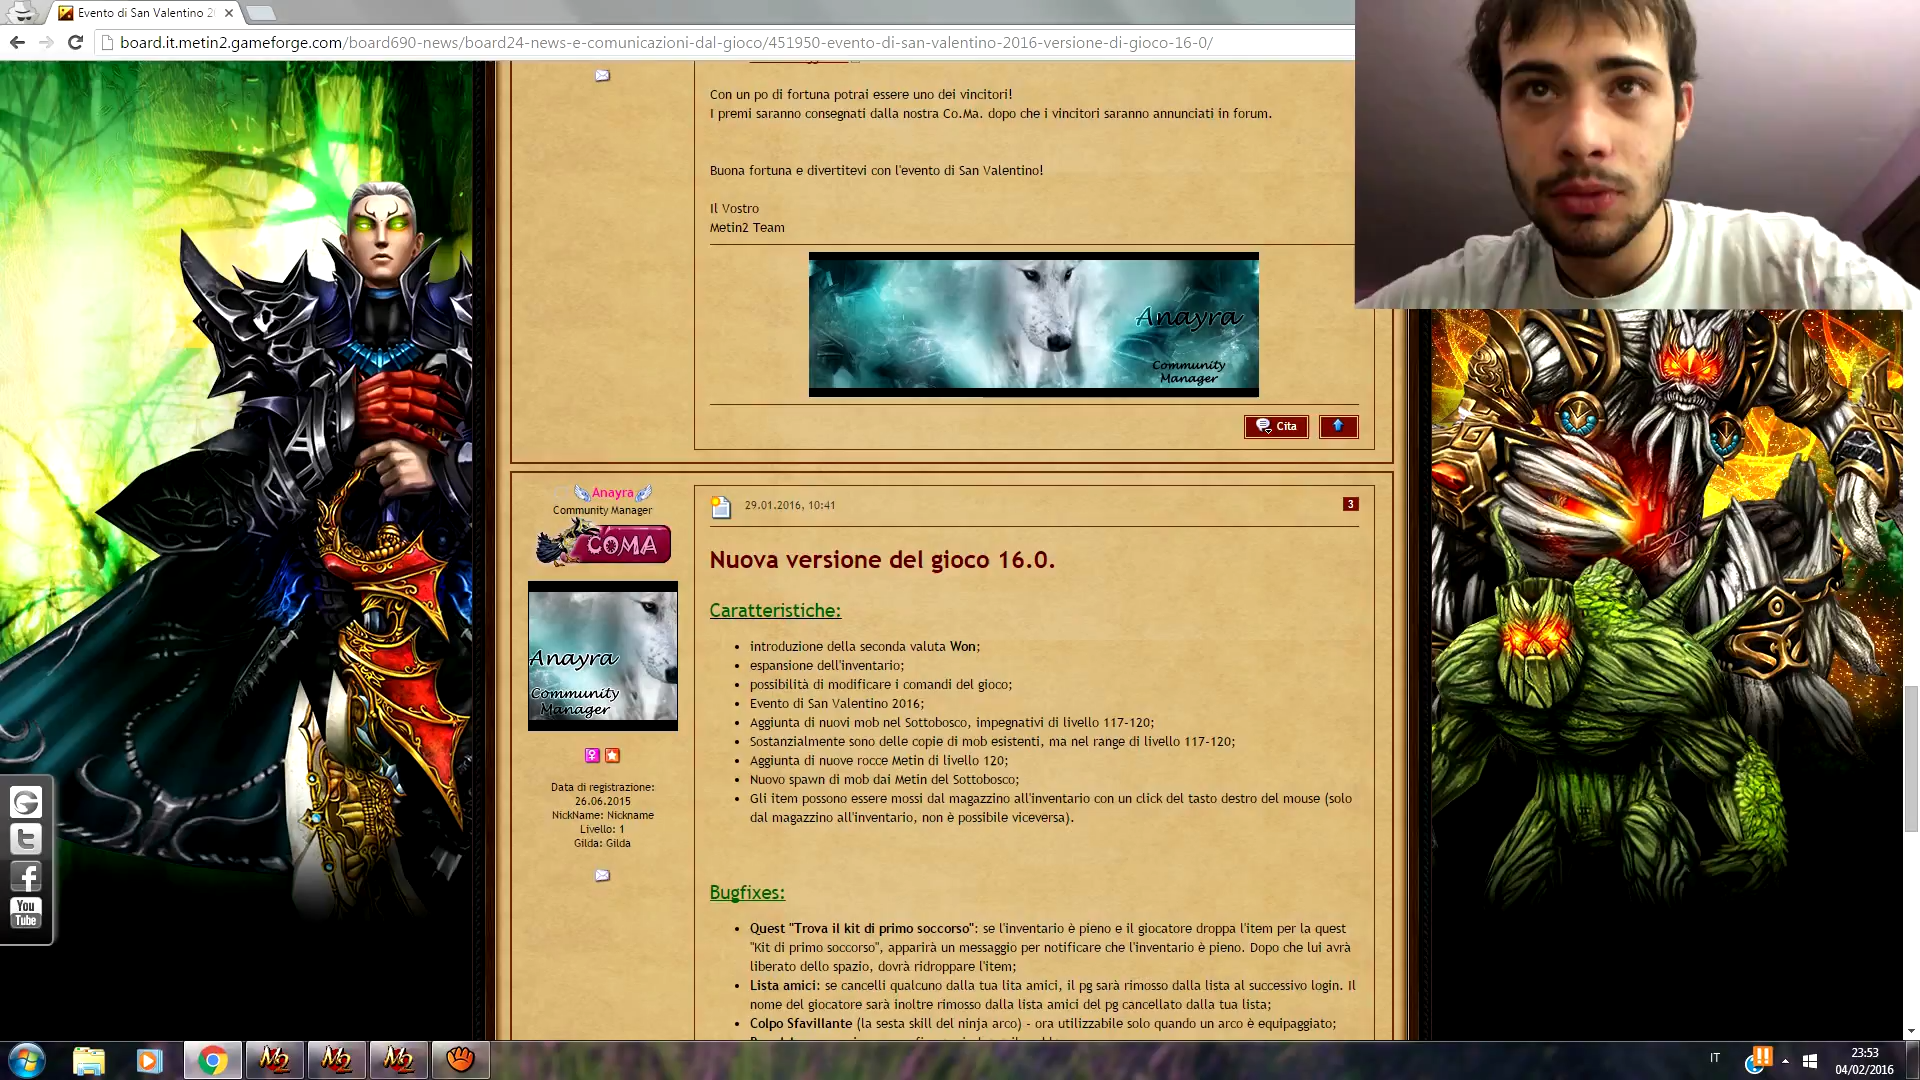 Evento di San Valentino 2
board.it.metin2.gameforge.com/board690-news/board24-news-e-comunicazioni-dal-gioco/451950-evento-di-san-valentino-2016-versione-di-gioco-16-0/
Con un po di fortuna potrai essere uno dei vincitori!
I premi saranno consegnati dalla nostra Co.Ma. dopo che i vincitori saranno annunciati in forum.
Buona fortuna e divertitevi con l'evento di San Valentino!
Il Vostro
Metin2 Team
Anayra
Community
Manager
Cita
Anayra
Community Manager
COMA
Anayra
Community
Manager
Data di registrazione:
26.06.2015
NickName: Nickname
Livello: 1
Gilda: Gilda
29.01.2016, 10:41
3
Nuova versione del gioco 16.0.
Caratteristiche:
introduzione della seconda valuta Won;
espansione dell'inventario;
possibilità di modificare i comandi del gioco;
Evento di San Valentino 2016;
Aggiunta di nuovi mob nel Sottobosco, impegnativi di livello 117-120;
Sostanzialmente sono delle copie di mob esistenti, ma nel range di livello 117-120;
Aggiunta di nuove rocce Metin di livello 120;
Nuovo spawn di mob dai Metin del Sottobosco;
Gli item possono essere mossi dal magazzino all'inventario con un click del tasto destro del mouse (solo
dal magazzino all'inventario, non è possibile viceversa).
Bugfixes:
Quest "Trova il kit di primo soccorso": se l'inventario è pieno e il giocatore droppa l'item per la quest
"Kit di primo soccorso", apparirà un messaggio per notificare che l'inventario è pieno. Dopo che lui avrà
liberato dello spazio, dovrà ridroppare l'item;
Lista amici: se cancelli qualcuno dalla tua lita amici, il pg sarà rimosso dalla lista al successivo login. Il
nome del giocatore sarà inoltre rimosso dalla lista amici del pg cancellato dalla tua lista;
Colpo Sfavillante (la sesta skill del ninja arco) - ora utilizzabile solo quando un arco è equipaggiato;
You
Tube
M2
M2
M2
IT
23:53
04/02/2016